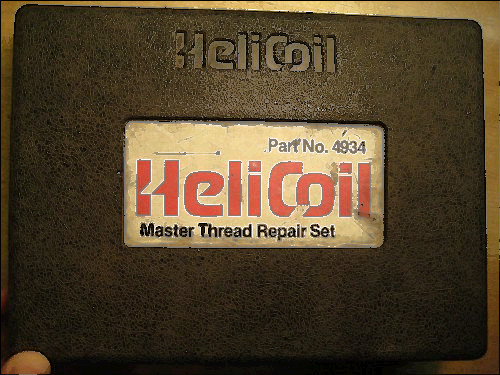 HeliCoil
Part No. 4934
HeliCoil
Master Thread Repair Set